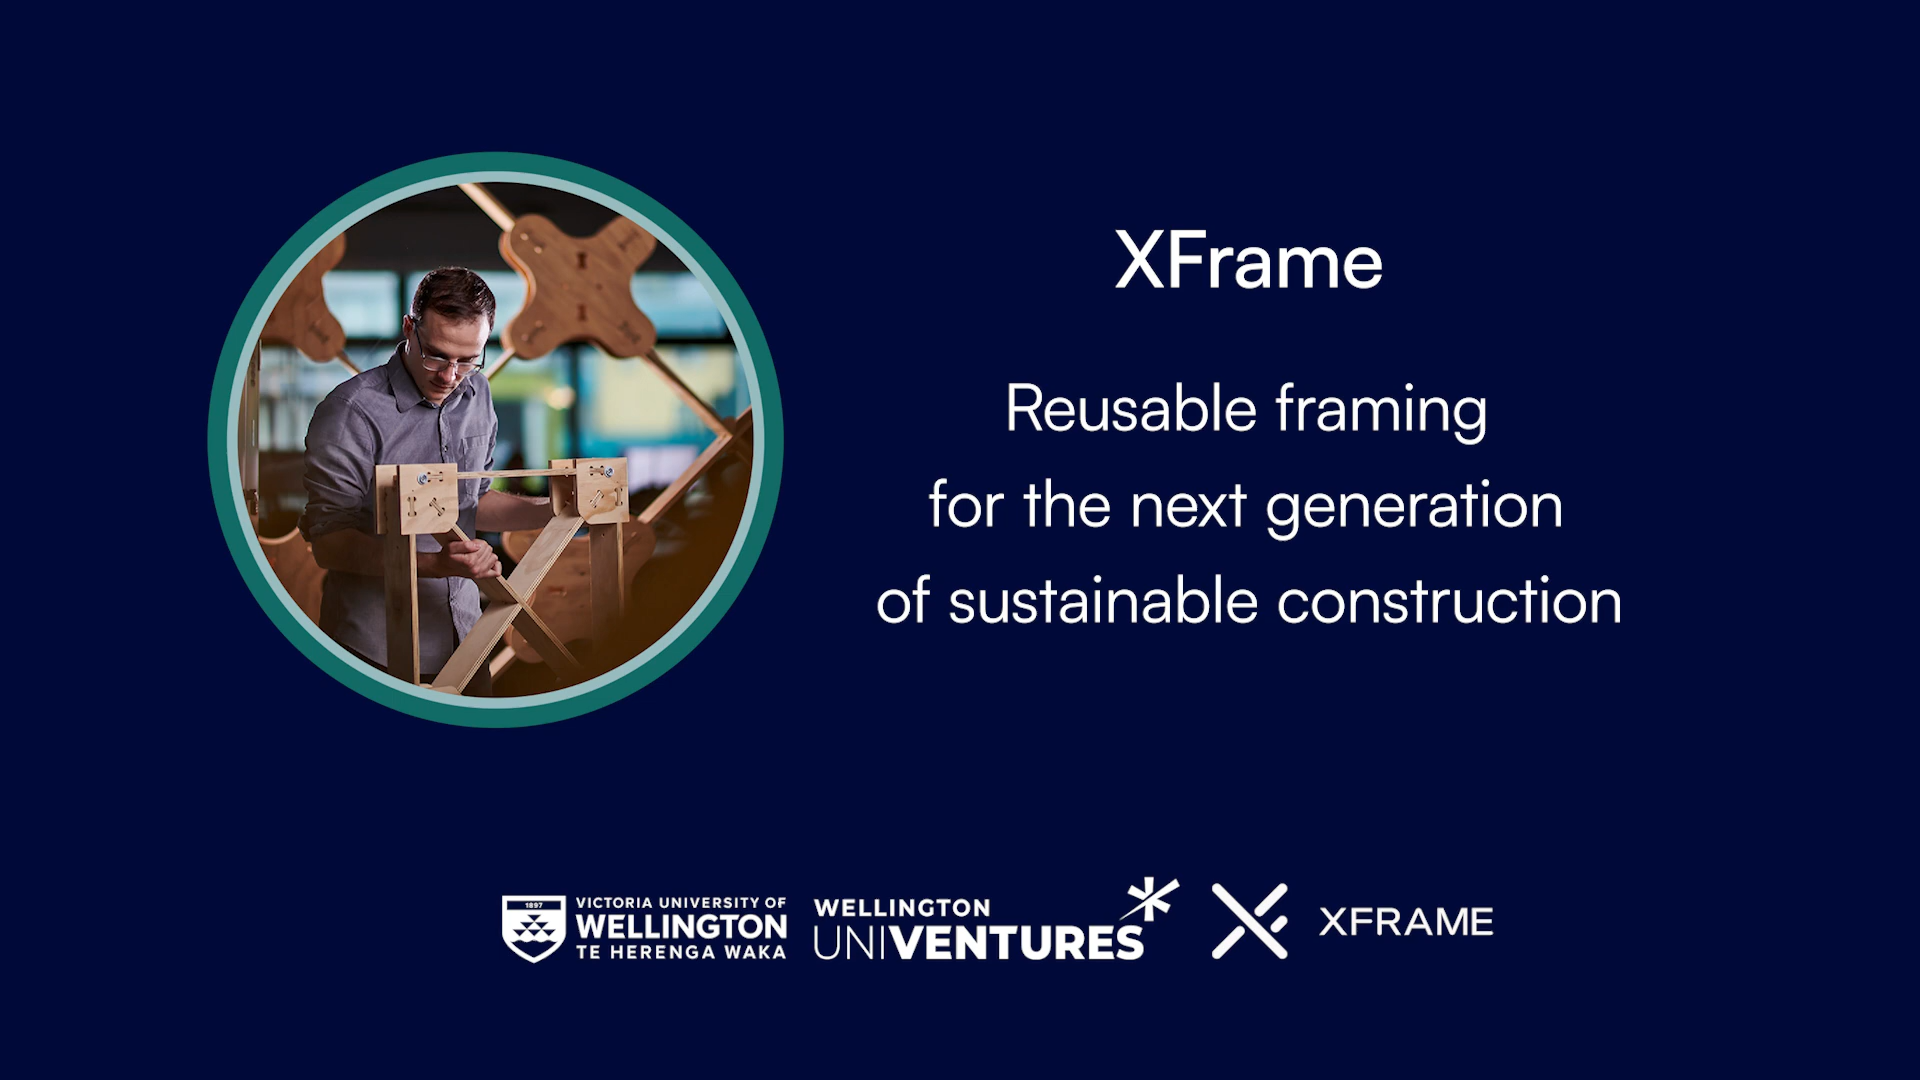 XFrame
Reusable framing
for the next generation
of sustainable construction
1897
VICTORIA UNIVERSITY OF
WELLINGTON
TE HERENGA WAKA
WELLINGTON
UNIVENTURES
XFRAME